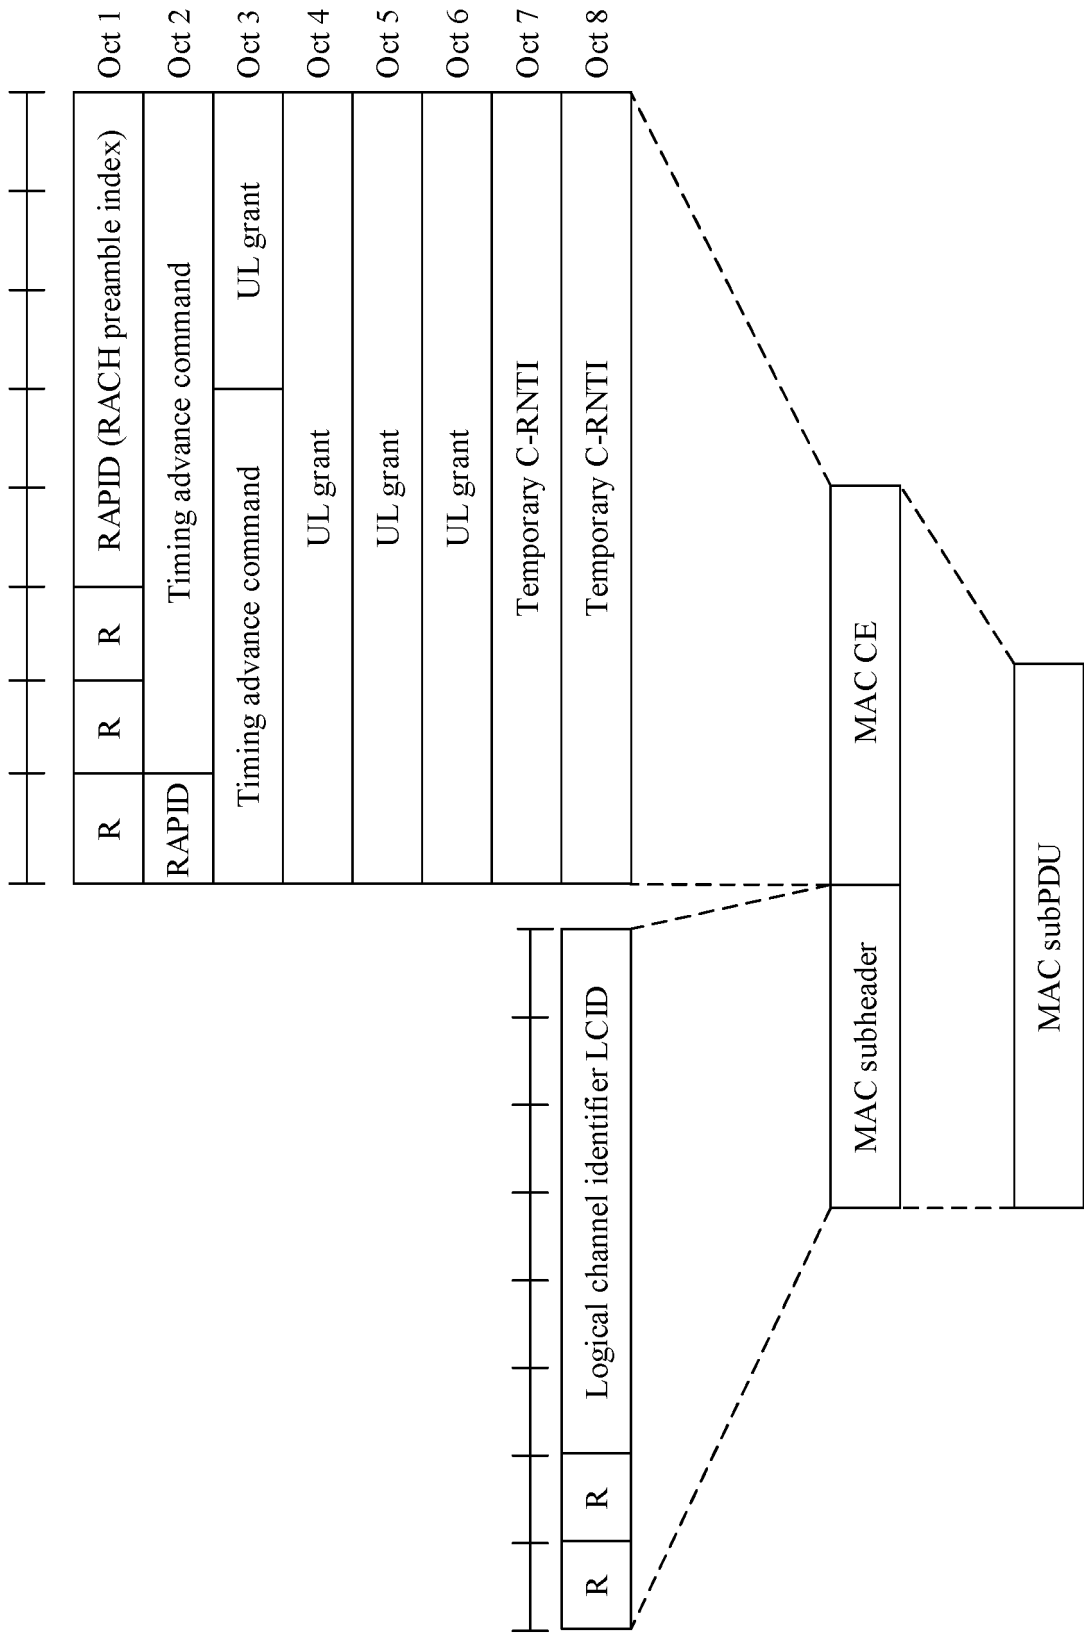 R
R
R
RAPID (RACH preamble index)
Oct 1
RAPID
Timing advance command
Oct 2
Timing advance command
UL grant
Oct 3
UL grant
Oct 4
UL grant
Oct 5
UL grant
Oct 6
Temporary C-RNTI
Oct 7
R
R
Logical channel identifier LCID
Temporary C-RNTI
Oct 8
MAC subheader
MAC CE
MAC subPDU